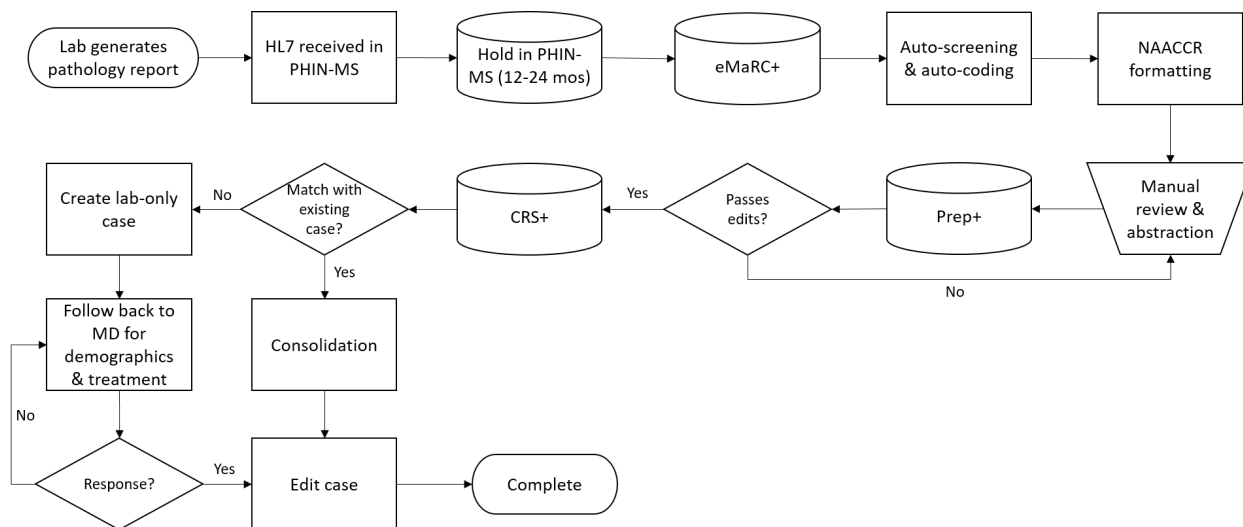 Lab generates
pathology report
HL7 received in
PHIN-MS
Hold in PHIN-
MS (12-24 mos)
eMaRC+
Auto-screening
& auto-coding
NAACCR
formatting
Manual
review &
abstraction
Prep+
Passes
edits?
Yes
No
CRS+
Match with
existing
case?
No
Yes
Create lab-only
case
Follow back to
MD for
demographics
& treatment
Consolidation
No
Response?
Yes
Edit case
Complete